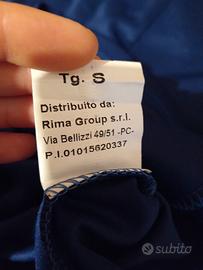 Tg. S
Distribuito da:
Rima Group s.r.l.
Via Bellizzi 49/51 -PC-
P.I.01015620337
subito